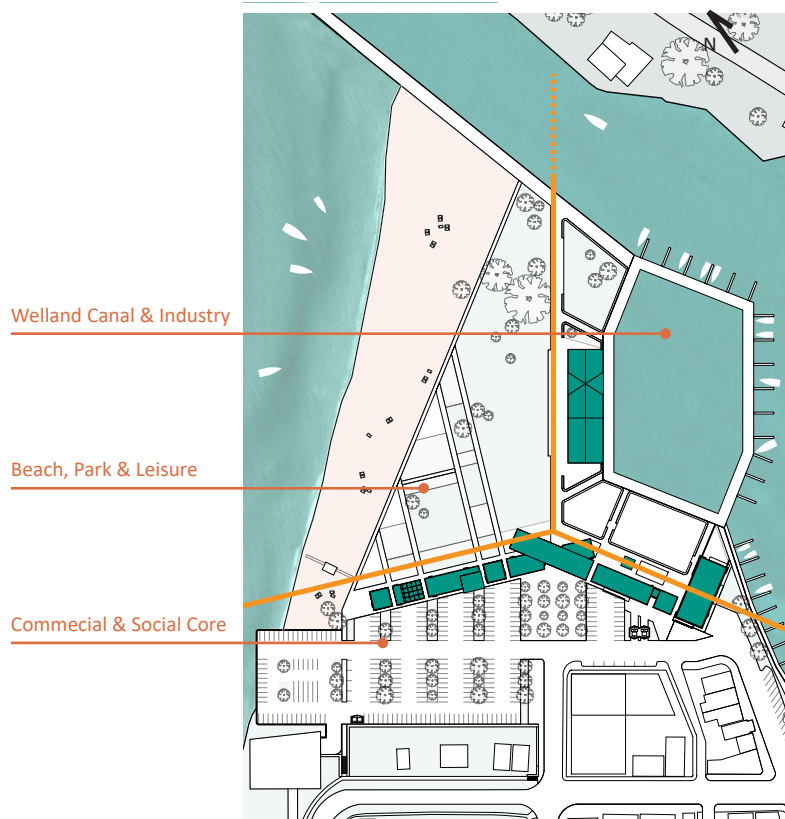 N
Welland Canal & Industry
Beach, Park & Leisure
Commecial & Social Core